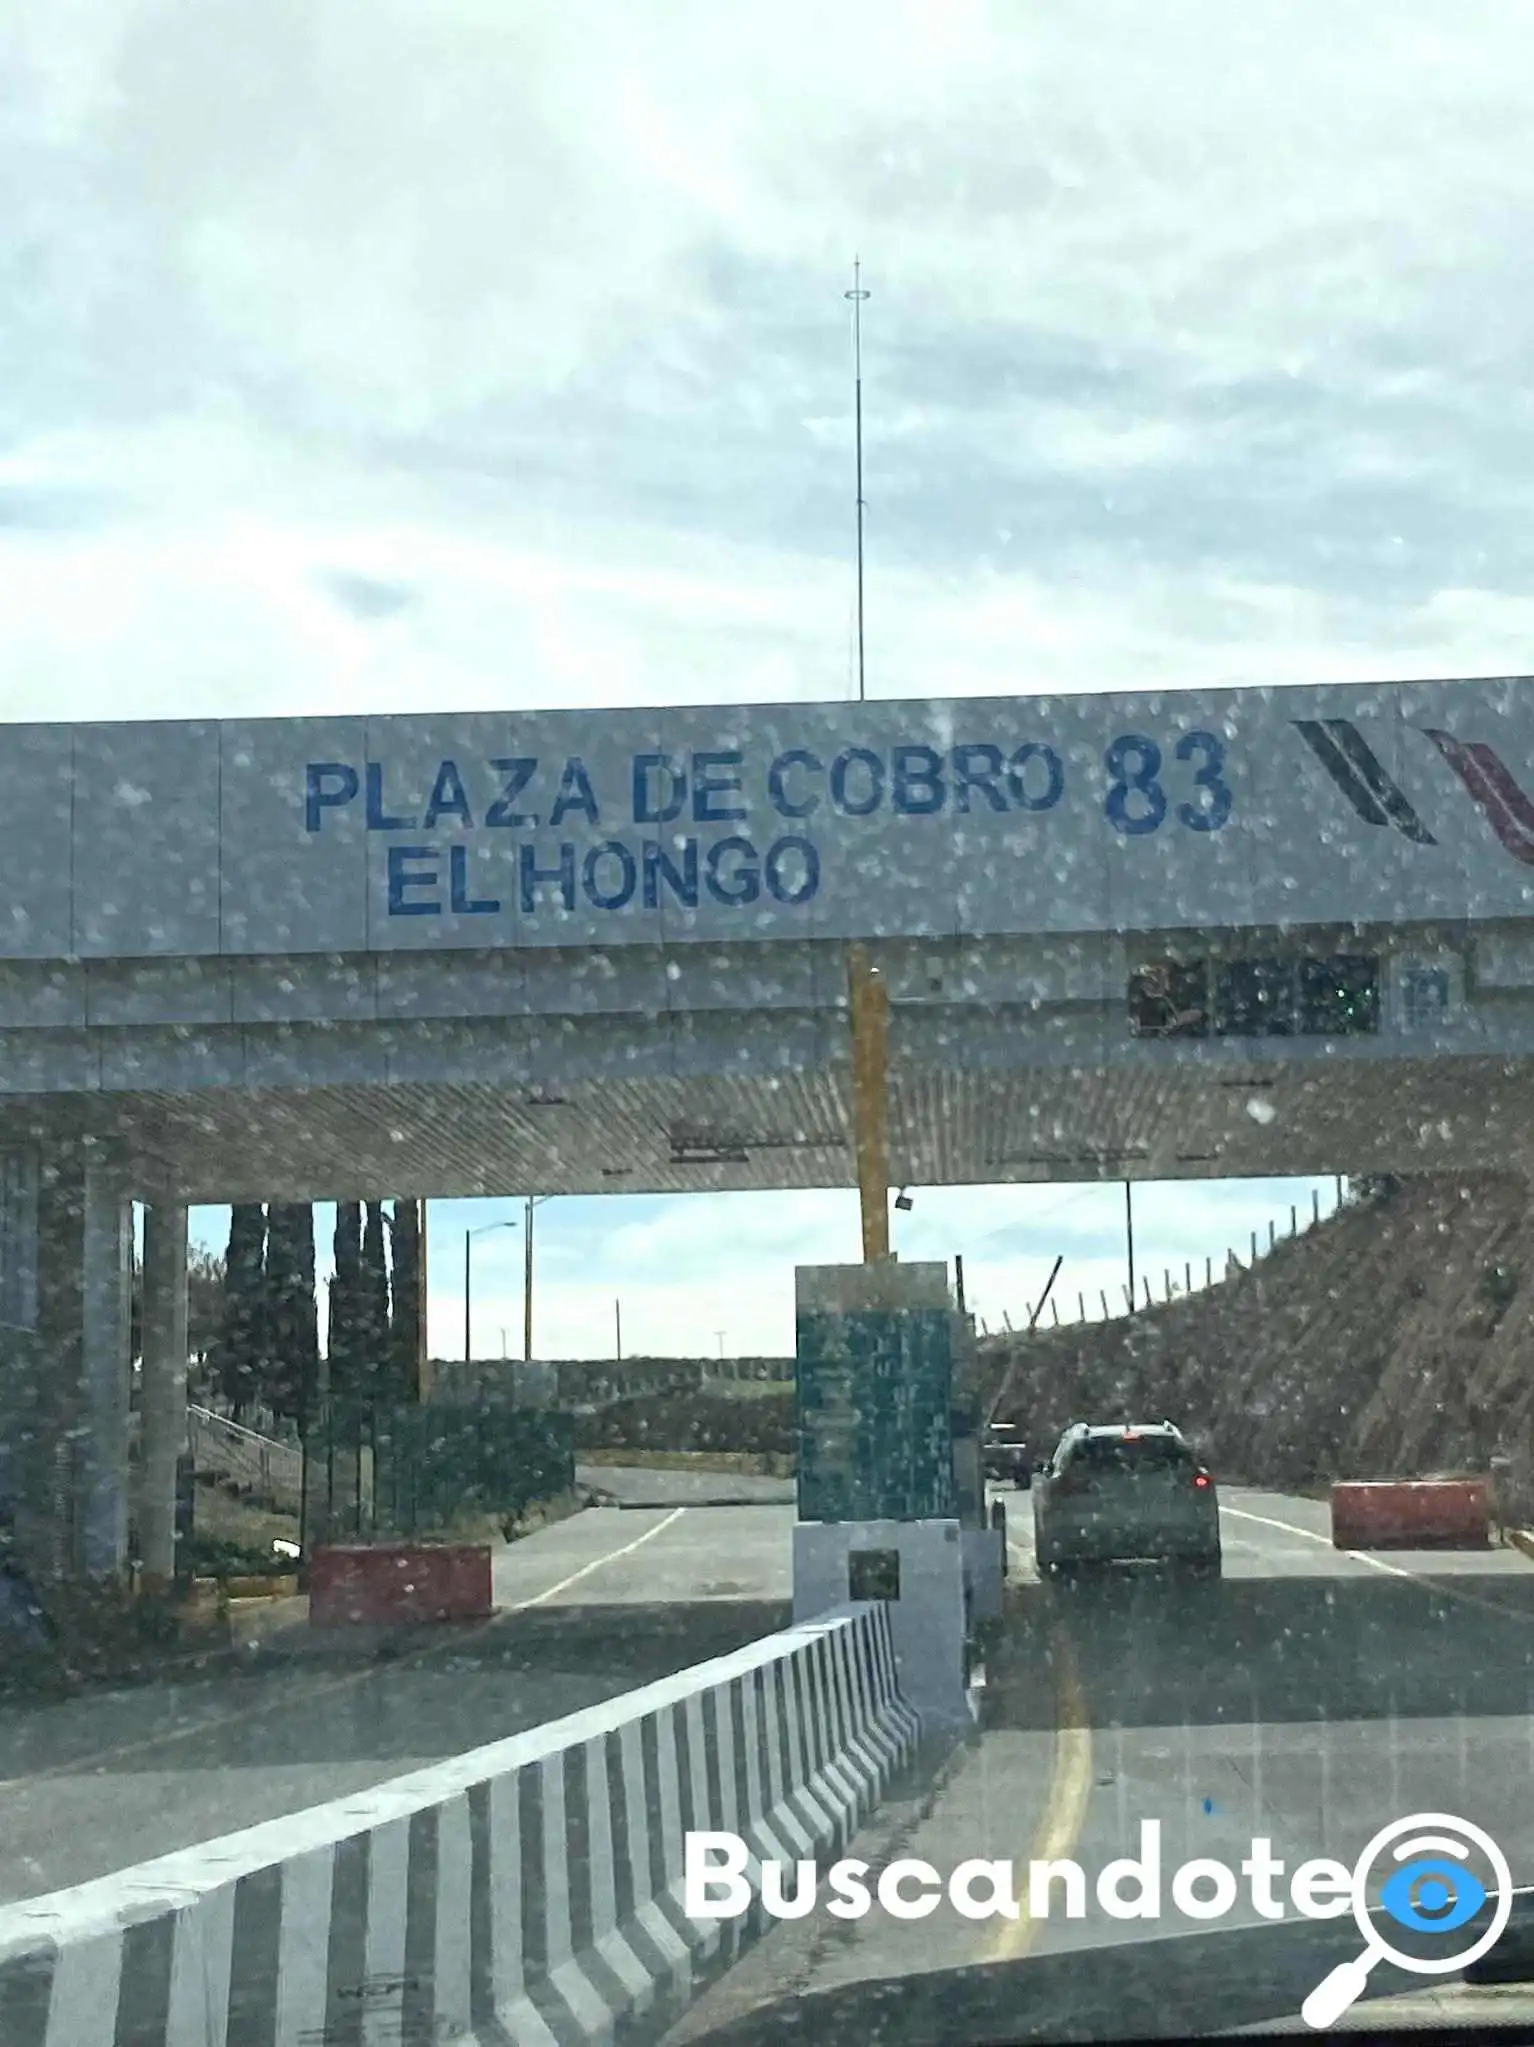 PLAZA DE COBRO 83
EL HONGO
Buscandote